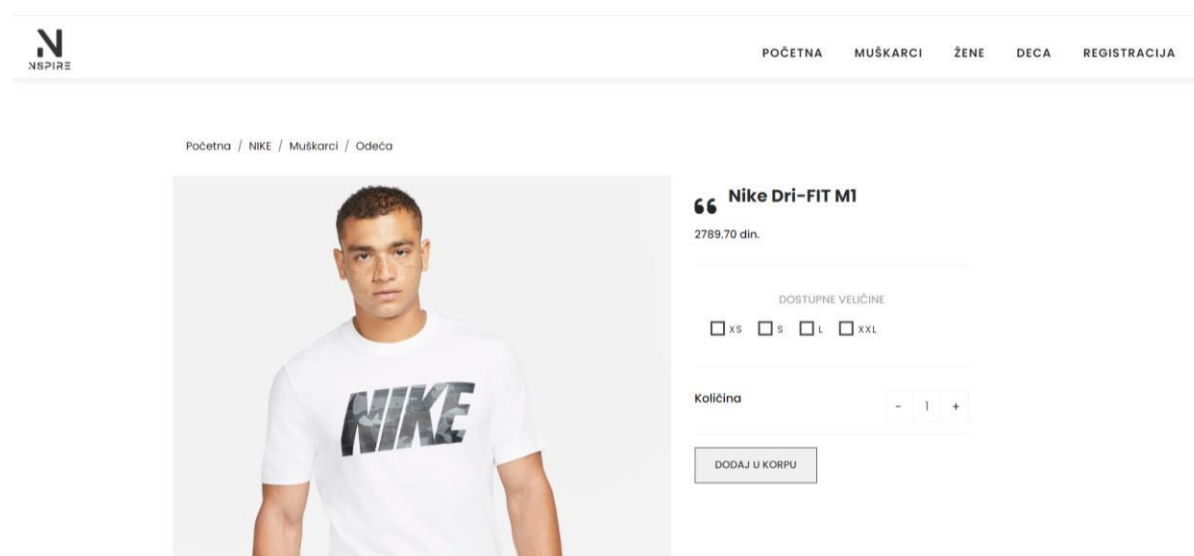 NSPIRE
POČETNA MUŠKARCI ŽENE DECA REGISTRACIJA
Početna / NIKE / Muškarci / Odeća
Nike Dri-FIT M1
2789.70 din.
DOSTUPNE VELIČINE
XS S L XXL
Količina
- 1 +
DODAJ U KORPU
NIKE